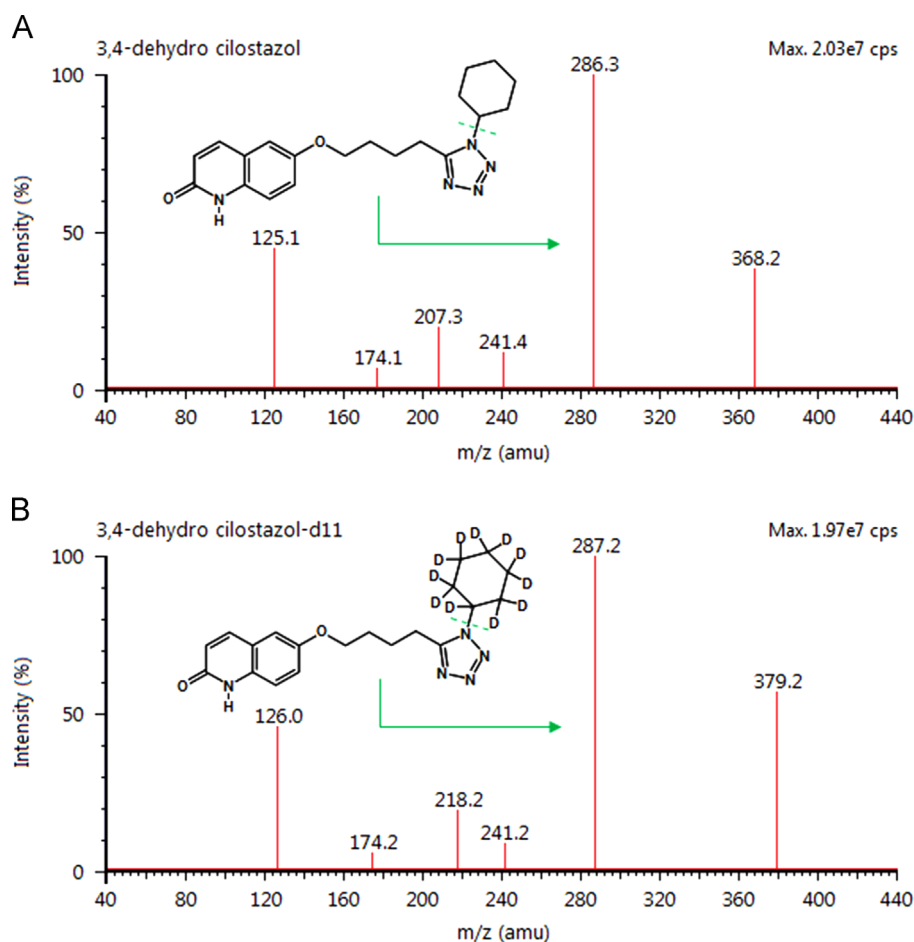 A
3,4-dehydro cilostazol
Max. 2.03e7 cps
Intensity (%)
100
50
0
286.3
125.1
368.2
207.3
241.4
174.1
O
N
H
O
N
N
N
N
40 80 120 160 200 240 280 320 360 400 440
m/z (amu)
B
3,4-dehydro cilostazol-d11
Max. 1.97e7 cps
Intensity (%)
100
50
0
287.2
379.2
126.0
218.2
241.2
174.2
D D D D D D D D D D D
O
N
H
O
N
N
N
N
40 80 120 160 200 240 280 320 360 400 440
m/z (amu)